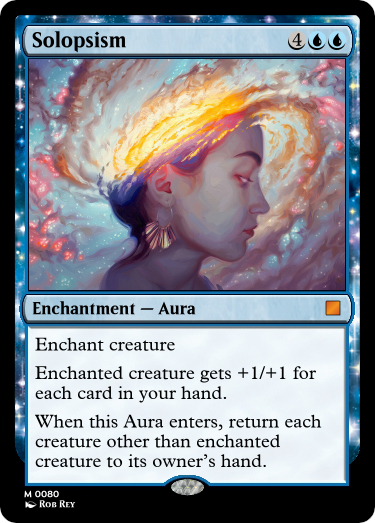 Solopsism 4
Enchantment — Aura
Enchant creature
Enchanted creature gets +1/+1 for
each card in your hand.
When this Aura enters, return each
creature other than enchanted
creature to its owner's hand.
M 0080
Rob Rey